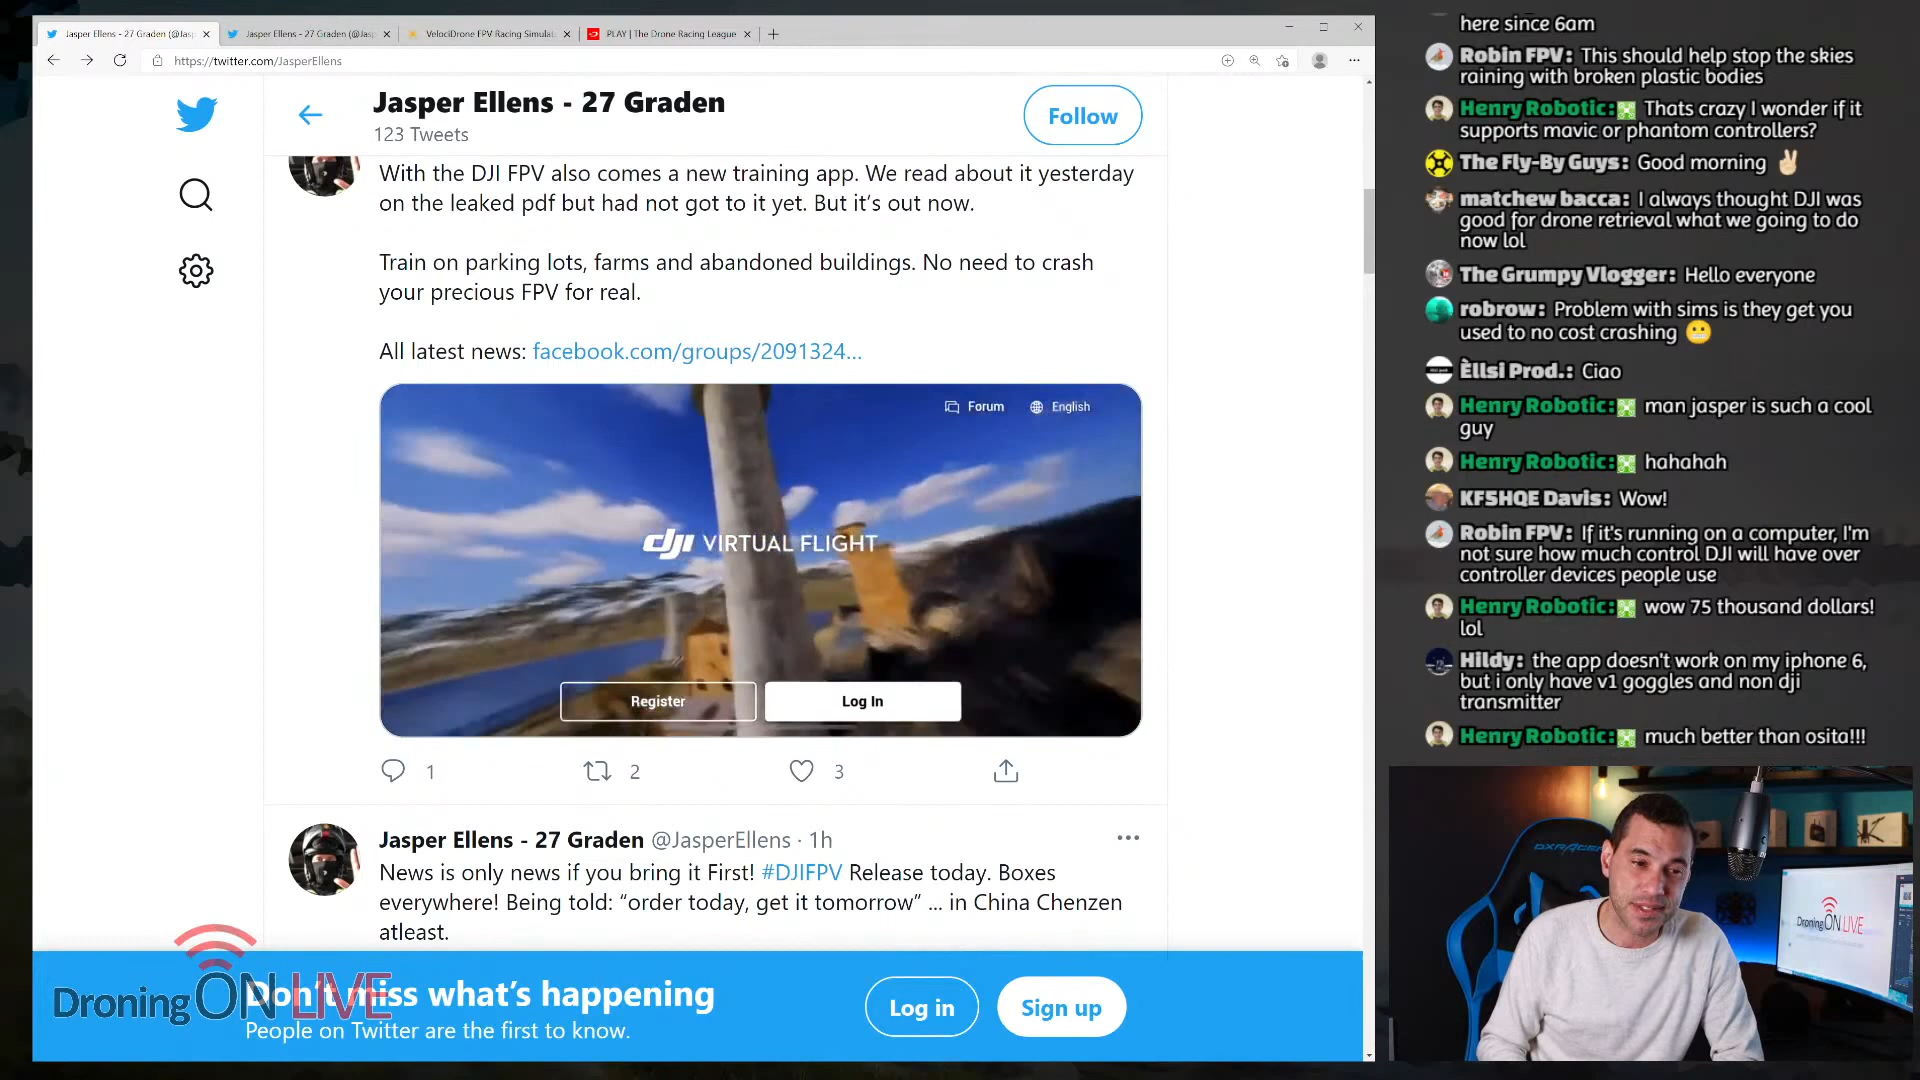 Jasper Ellens - 27 Graden (@Jasp
Jasper Ellens - 27 Graden (@Jasp
VelociDrone FPV Racing Simulat
PLAY | The Drone Racing League
https://twitter.com/JasperEllens
Jasper Ellens - 27 Graden
123 Tweets
Follow
With the DJI FPV also comes a new training app. We read about it yesterday
on the leaked pdf but had not got to it yet. But it's out now.
Train on parking lots, farms and abandoned buildings. No need to crash
your precious FPV for real.
All latest news: facebook.com/groups/2091324...
Forum
English
dji VIRTUAL FLIGHT
Register
Log In
1
2
3
Jasper Ellens - 27 Graden @JasperEllens · 1h
News is only news if you bring it First! #DJIFPV Release today. Boxes
everywhere! Being told: “order today, get it tomorrow” ... in China Chenzen
atleast.
Don't miss what's happening
People on Twitter are the first to know.
Log in
Sign up
DroningON LIVE
here since 6am
Robin FPV: This should help stop the skies
raining with broken plastic bodies
Henry Robotic: Thats crazy I wonder if it
supports mavic or phantom controllers?
The Fly-By Guys: Good morning ✌🏻
matchew bacca: I always thought DJI was
good for drone retrieval what we going to do
now lol
The Grumpy Vlogger: Hello everyone
robrow: Problem with sims is they get you
used to no cost crashing 😬
Èllsi Prod.: Ciao
Henry Robotic: man jasper is such a cool
guy
Henry Robotic: hahahah
KF5HQE Davis: Wow!
Robin FPV: If it's running on a computer, I'm
not sure how much control DJI will have over
controller devices people use
Henry Robotic: wow 75 thousand dollars!
lol
Hildy: the app doesn't work on my iphone 6,
but i only have v1 goggles and non dji
transmitter
Henry Robotic: much better than osita!!!
DXRACER
DroningON LIVE